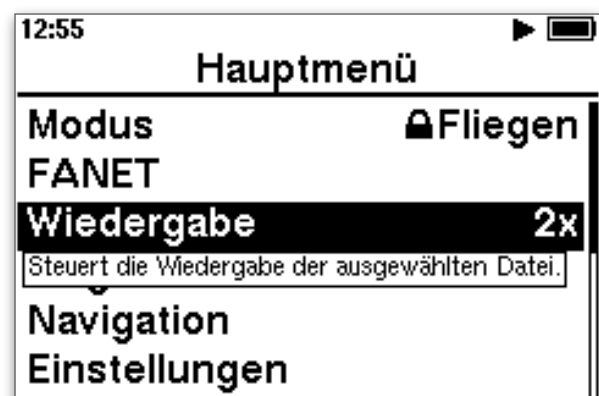 12:55
Hauptmenü
Modus Fliegen
FANET
Wiedergabe 2x
Steuert die Wiedergabe der ausgewählten Datei.
Navigation
Einstellungen